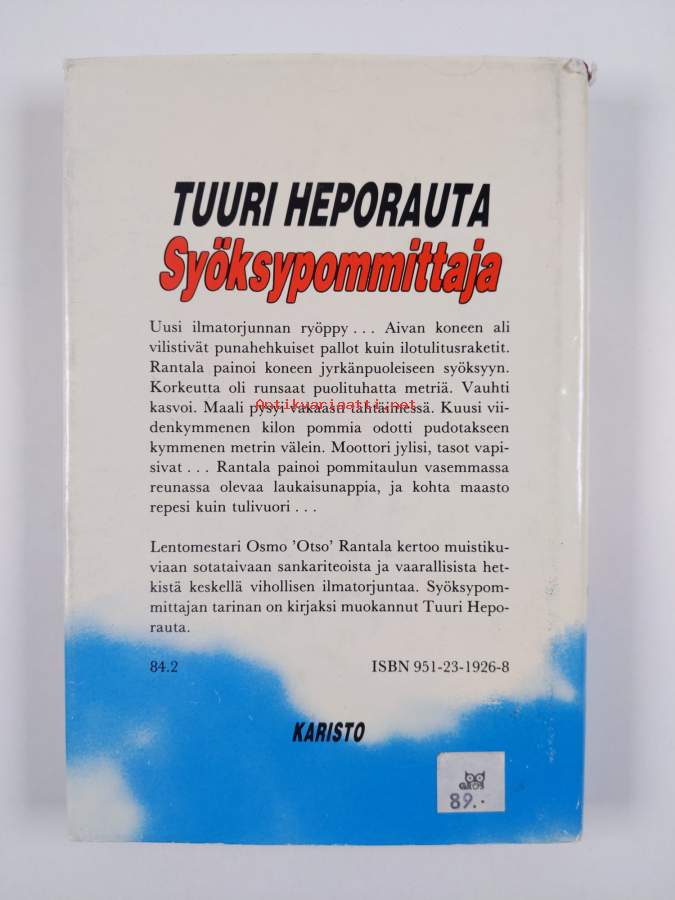 TUURI HEPORAUTA
Syöksypommittaja
Uusi ilmatorjunnan ryöppy . . . Aivan koneen ali
vilistivät punahehkuiset pallot kuin ilotulitusraketit.
Rantala painoi koneen jyrkänpuoleiseen syöksyyn.
Korkeutta oli runsaat puolituhatta metriä. Vauhti
kasvoi. Maali pysyi vakaasti tähtäimessä. Kuusi vii-
Antikvariaatti.net
denkymmenen kilon pommia odotti pudotakseen
kymmenen metrin välein. Moottori jylisi, tasot vapi-
sivat . . . Rantala painoi pommitaulun vasemmassa
reunassa olevaa laukaisunappia, ja kohta maasto
repesi kuin tulivuori . . .
Lentomestari Osmo 'Otso' Rantala kertoo muistiku-
viaan sotataivaan sankariteoista ja vaarallisista het-
kistä keskellä vihollisen ilmatorjuntaa. Syöksypom-
mittajan tarinan on kirjaksi muokannut Tuuri Hepo-
rauta.
84.2 ISBN 951-23-1926-8
KARISTO
89.-